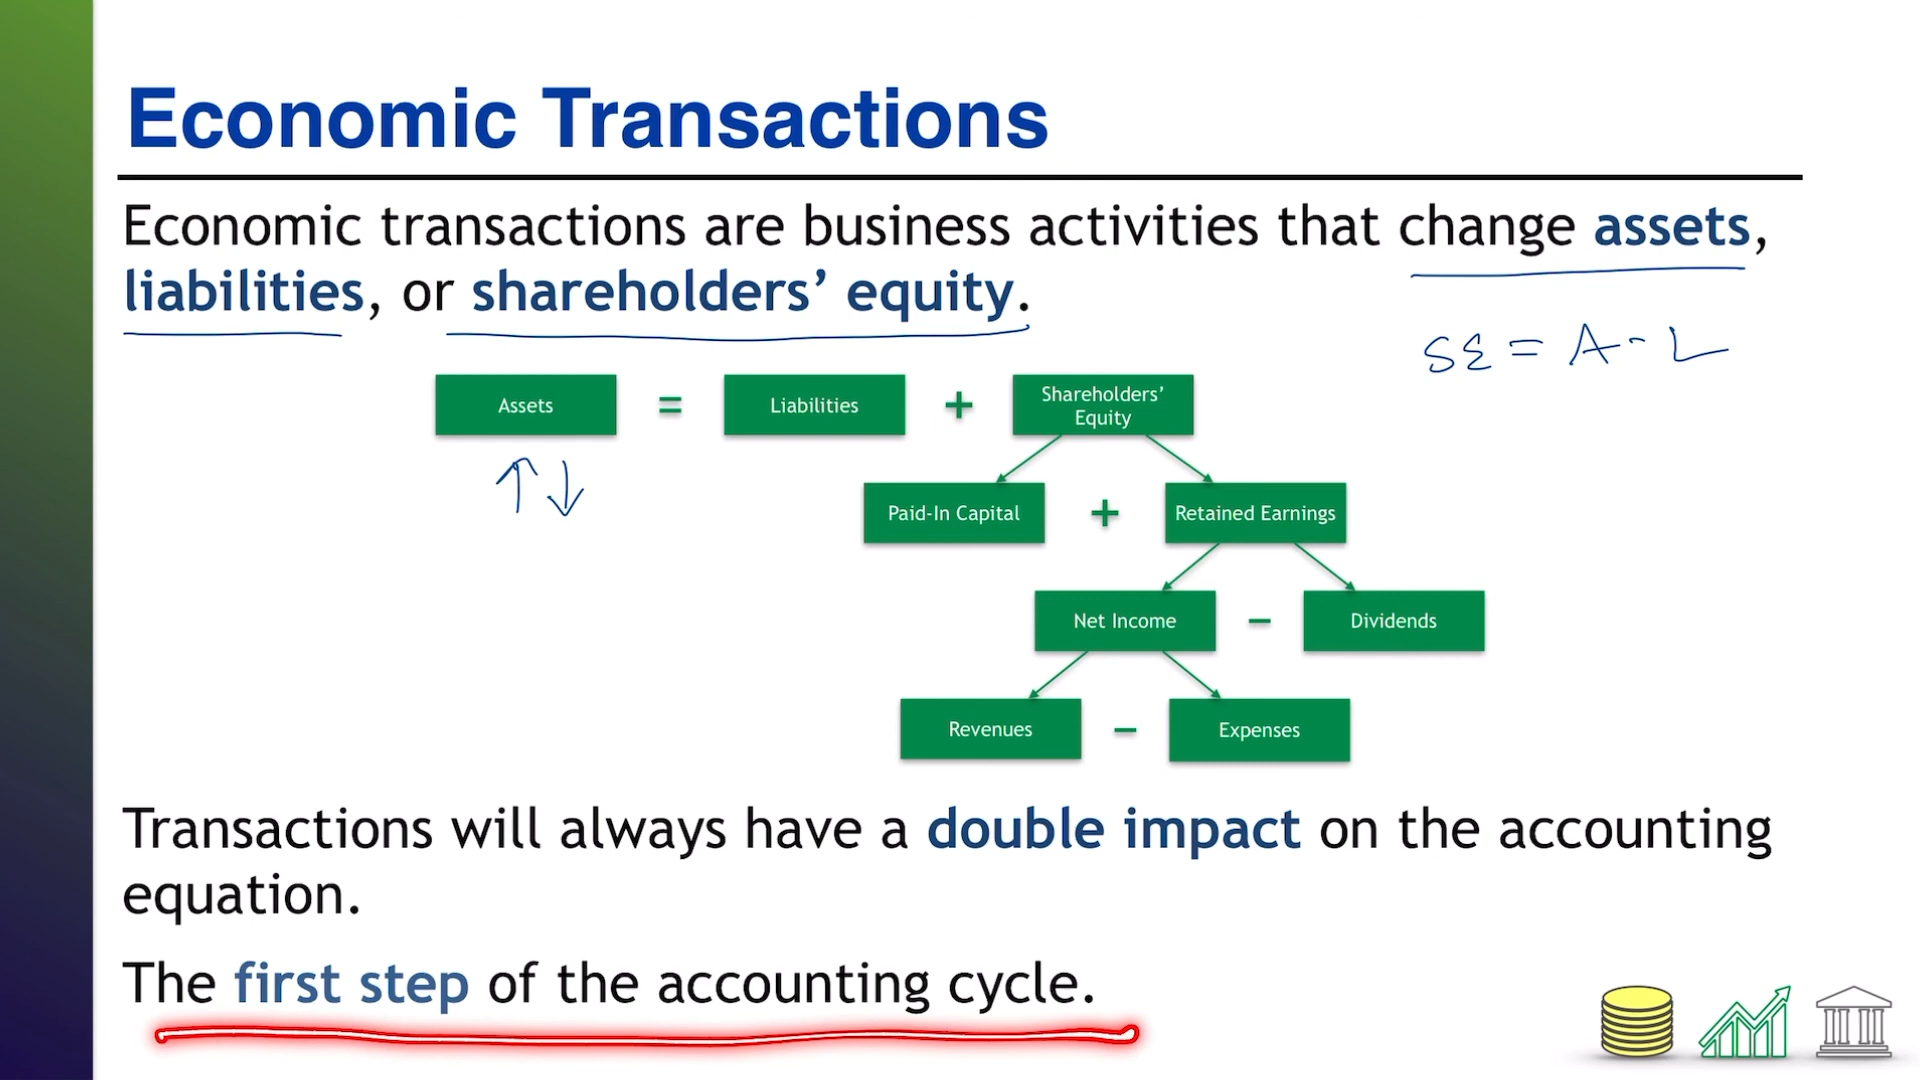 Economic Transactions
Economic transactions are business activities that change assets,
liabilities, or shareholders’ equity.
SE = A - L
Assets = Liabilities + Shareholders’
Equity
Paid-In Capital + Retained Earnings
Net Income − Dividends
Revenues − Expenses
Transactions will always have a double impact on the accounting
equation.
The first step of the accounting cycle.